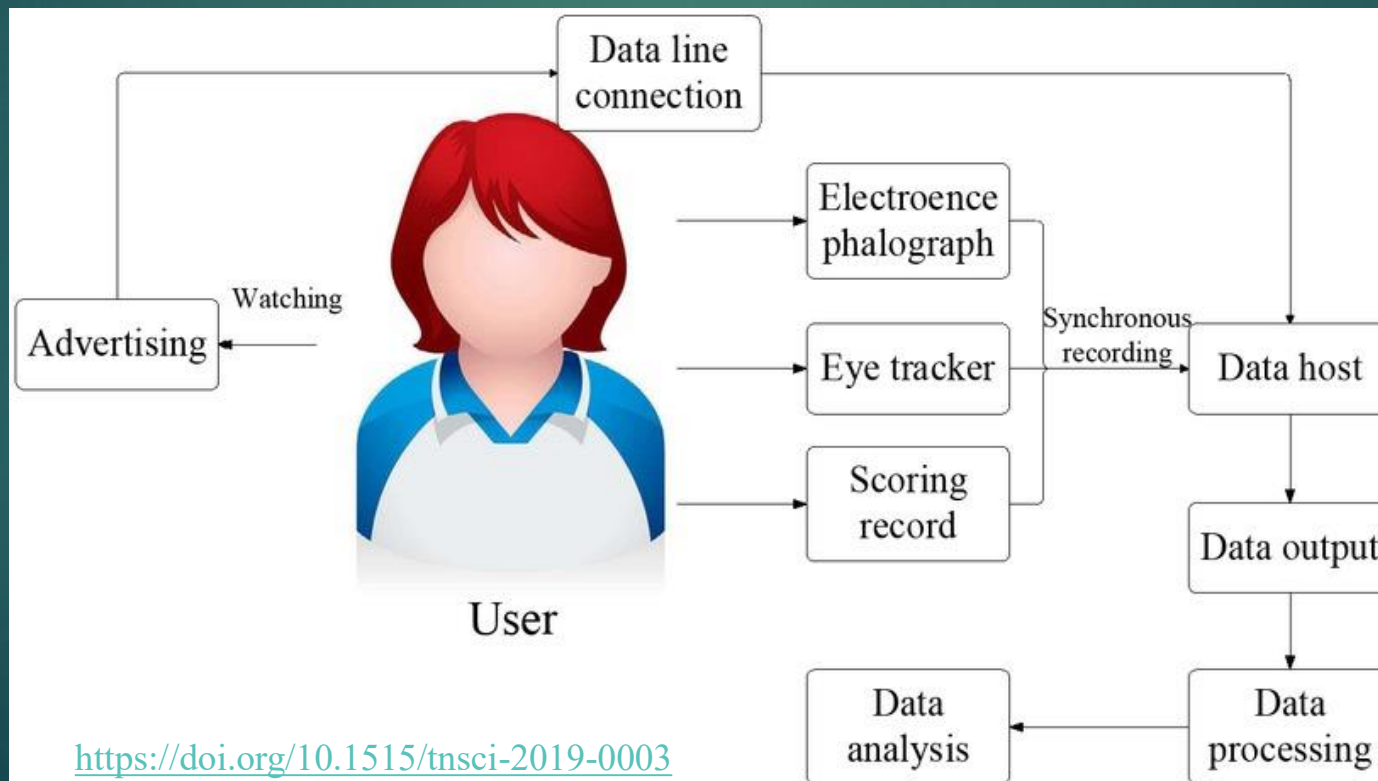 Data line
connection
Electroence
phalograph
Watching
Advertising
Synchronous
recording
Eye tracker
Data host
Scoring
record
Data output
User
Data
analysis
Data
processing
https://doi.org/10.1515/tnsci-2019-0003